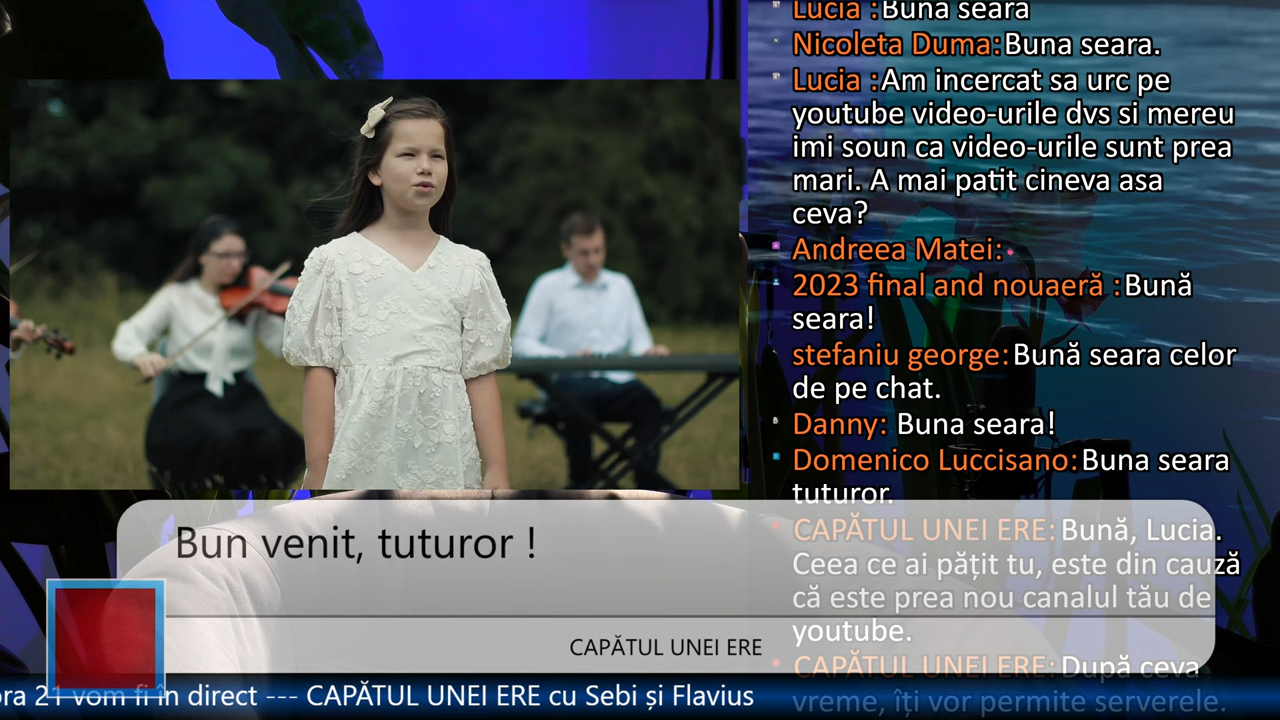 Lucia :Buna seara
Nicoleta Duma:Buna seara.
Lucia :Am incercat sa urc pe
youtube video-urile dvs si mereu
imi soun ca video-urile sunt prea
mari. A mai patit cineva asa
ceva?
Andreea Matei:
2023 final and nouaeră :Bună
seara!
stefaniu george:Bună seara celor
de pe chat.
Danny: Buna seara!
Domenico Luccisano:Buna seara
tuturor.
CAPĂTUL UNEI ERE:Bună, Lucia.
Ceea ce ai pățit tu, este din cauză
că este prea nou canalul tău de
youtube.
CAPĂTUL UNEI ERE:După ceva
vreme, îți vor permite serverele.
Bun venit, tuturor !
CAPĂTUL UNEI ERE
ora 21 vom fi în direct --- CAPĂTUL UNEI ERE cu Sebi și Flavius